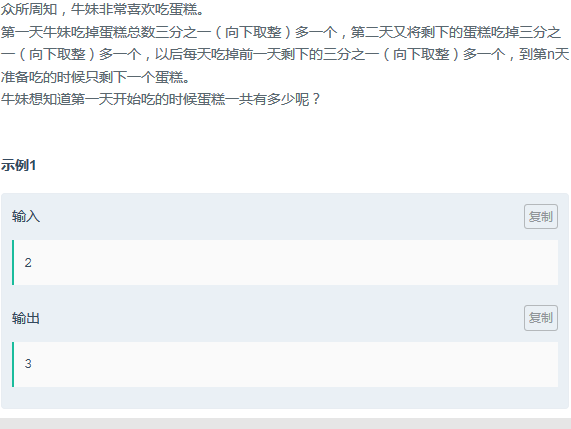 众所周知，牛妹非常喜欢吃蛋糕。
第一天牛妹吃掉蛋糕总数三分之一（向下取整）多一个，第二天又将剩下的蛋糕吃掉三分之
一（向下取整）多一个，以后每天吃掉前一天剩下的三分之一（向下取整）多一个，到第n天
准备吃的时候只剩下一个蛋糕。
牛妹想知道第一天开始吃的时候蛋糕一共有多少呢？
示例1
输入
复制
2
输出
复制
3